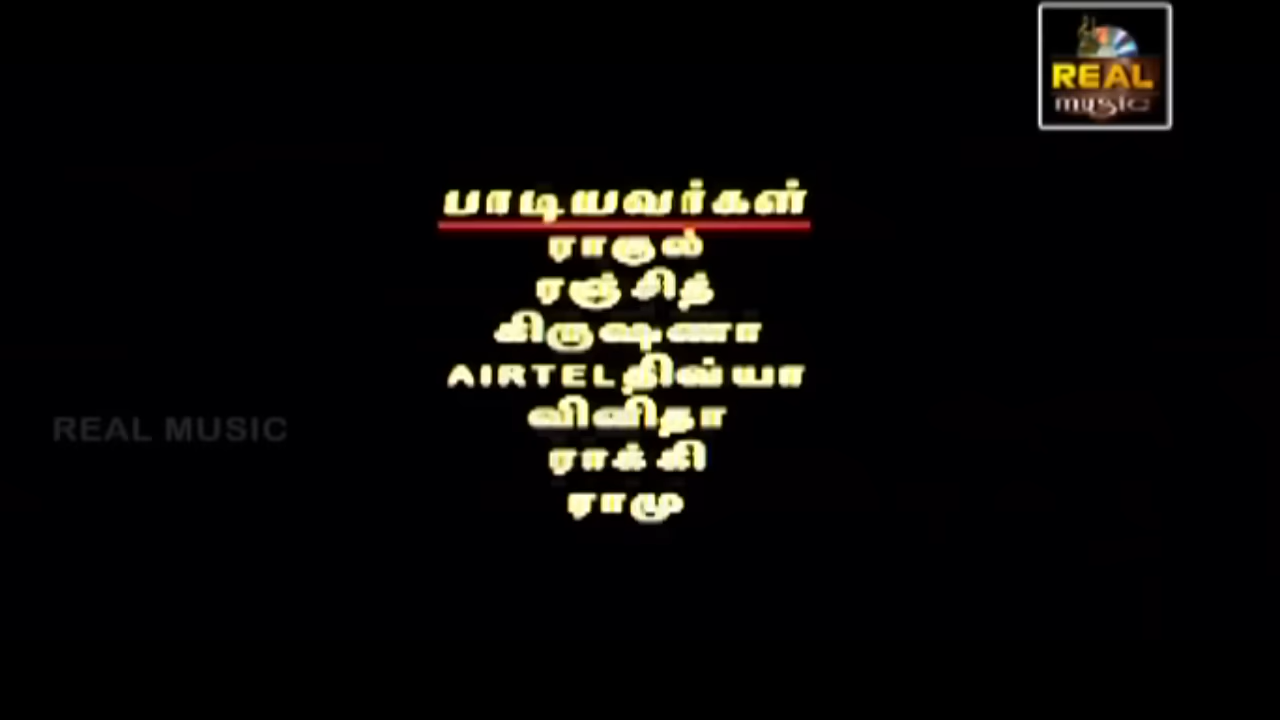 REAL
music
பாடியவர்கள்
ராகுல்
ரஞ்சித்
கிருஷ்ணா
AIRTEL திவ்யா
வினிதா
ராக்கி
ராமு
REAL MUSIC